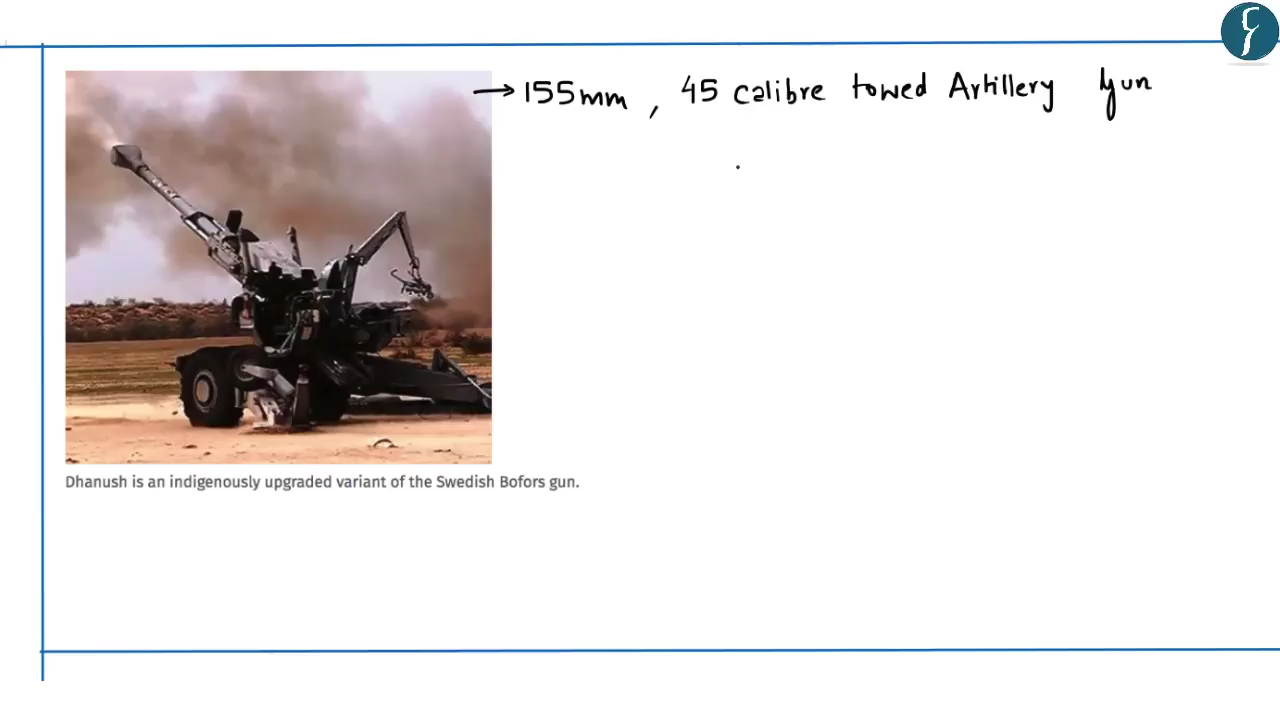 → 155mm, 45 calibre towed Artillery Gun
Dhanush is an indigenously upgraded variant of the Swedish Bofors gun.